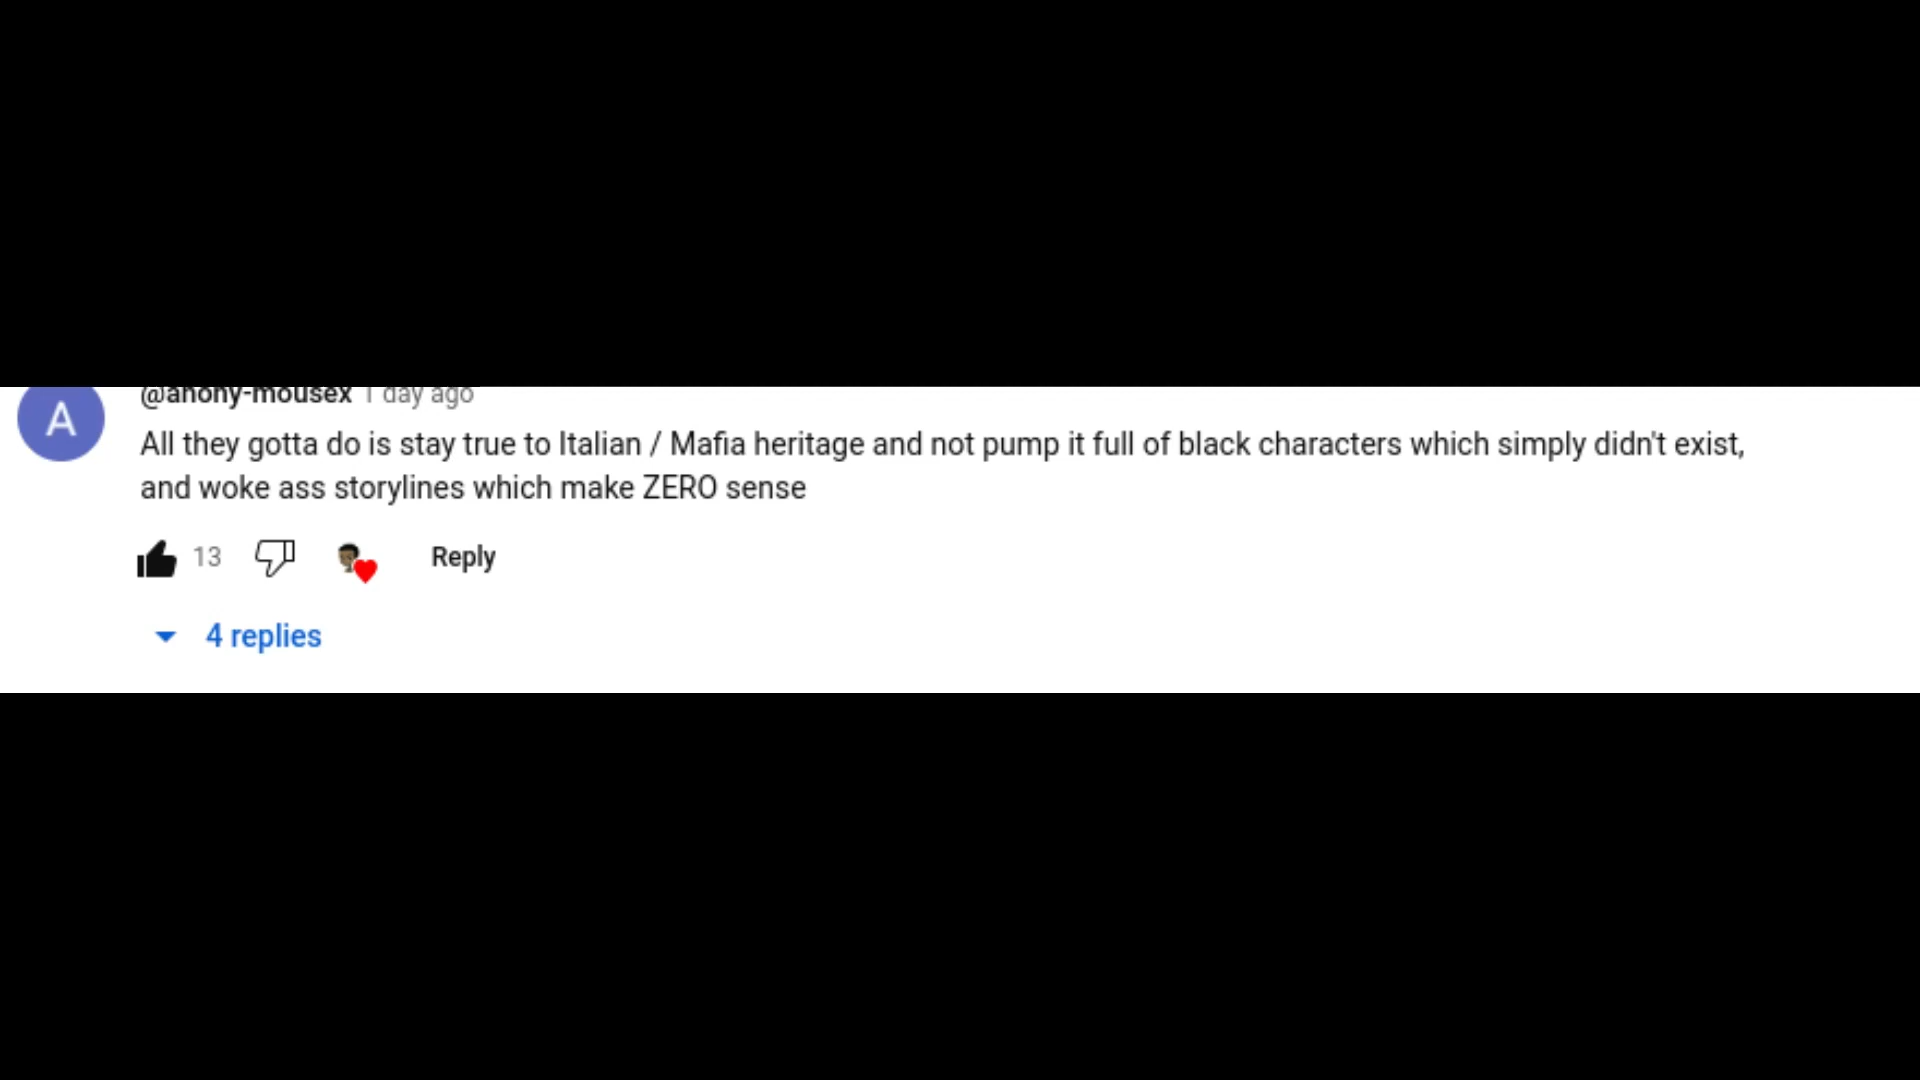 A
@anony-mousex 1 day ago
All they gotta do is stay true to Italian / Mafia heritage and not pump it full of black characters which simply didn't exist,
and woke ass storylines which make ZERO sense
13
Reply
4 replies